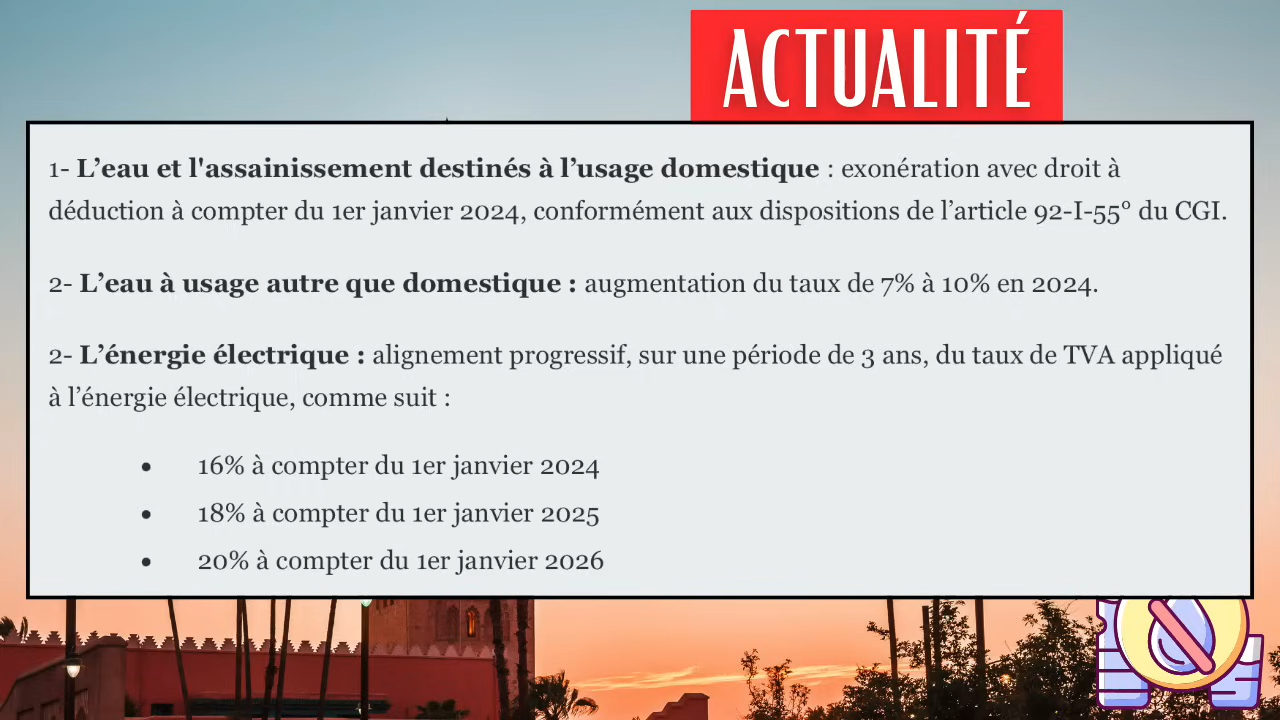 ACTUALITÉ
1- L’eau et l'assainissement destinés à l’usage domestique : exonération avec droit à
déduction à compter du 1er janvier 2024, conformément aux dispositions de l’article 92-I-55° du CGI.
2- L’eau à usage autre que domestique : augmentation du taux de 7% à 10% en 2024.
2- L’énergie électrique : alignement progressif, sur une période de 3 ans, du taux de TVA appliqué
à l’énergie électrique, comme suit :
• 16% à compter du 1er janvier 2024
• 18% à compter du 1er janvier 2025
• 20% à compter du 1er janvier 2026